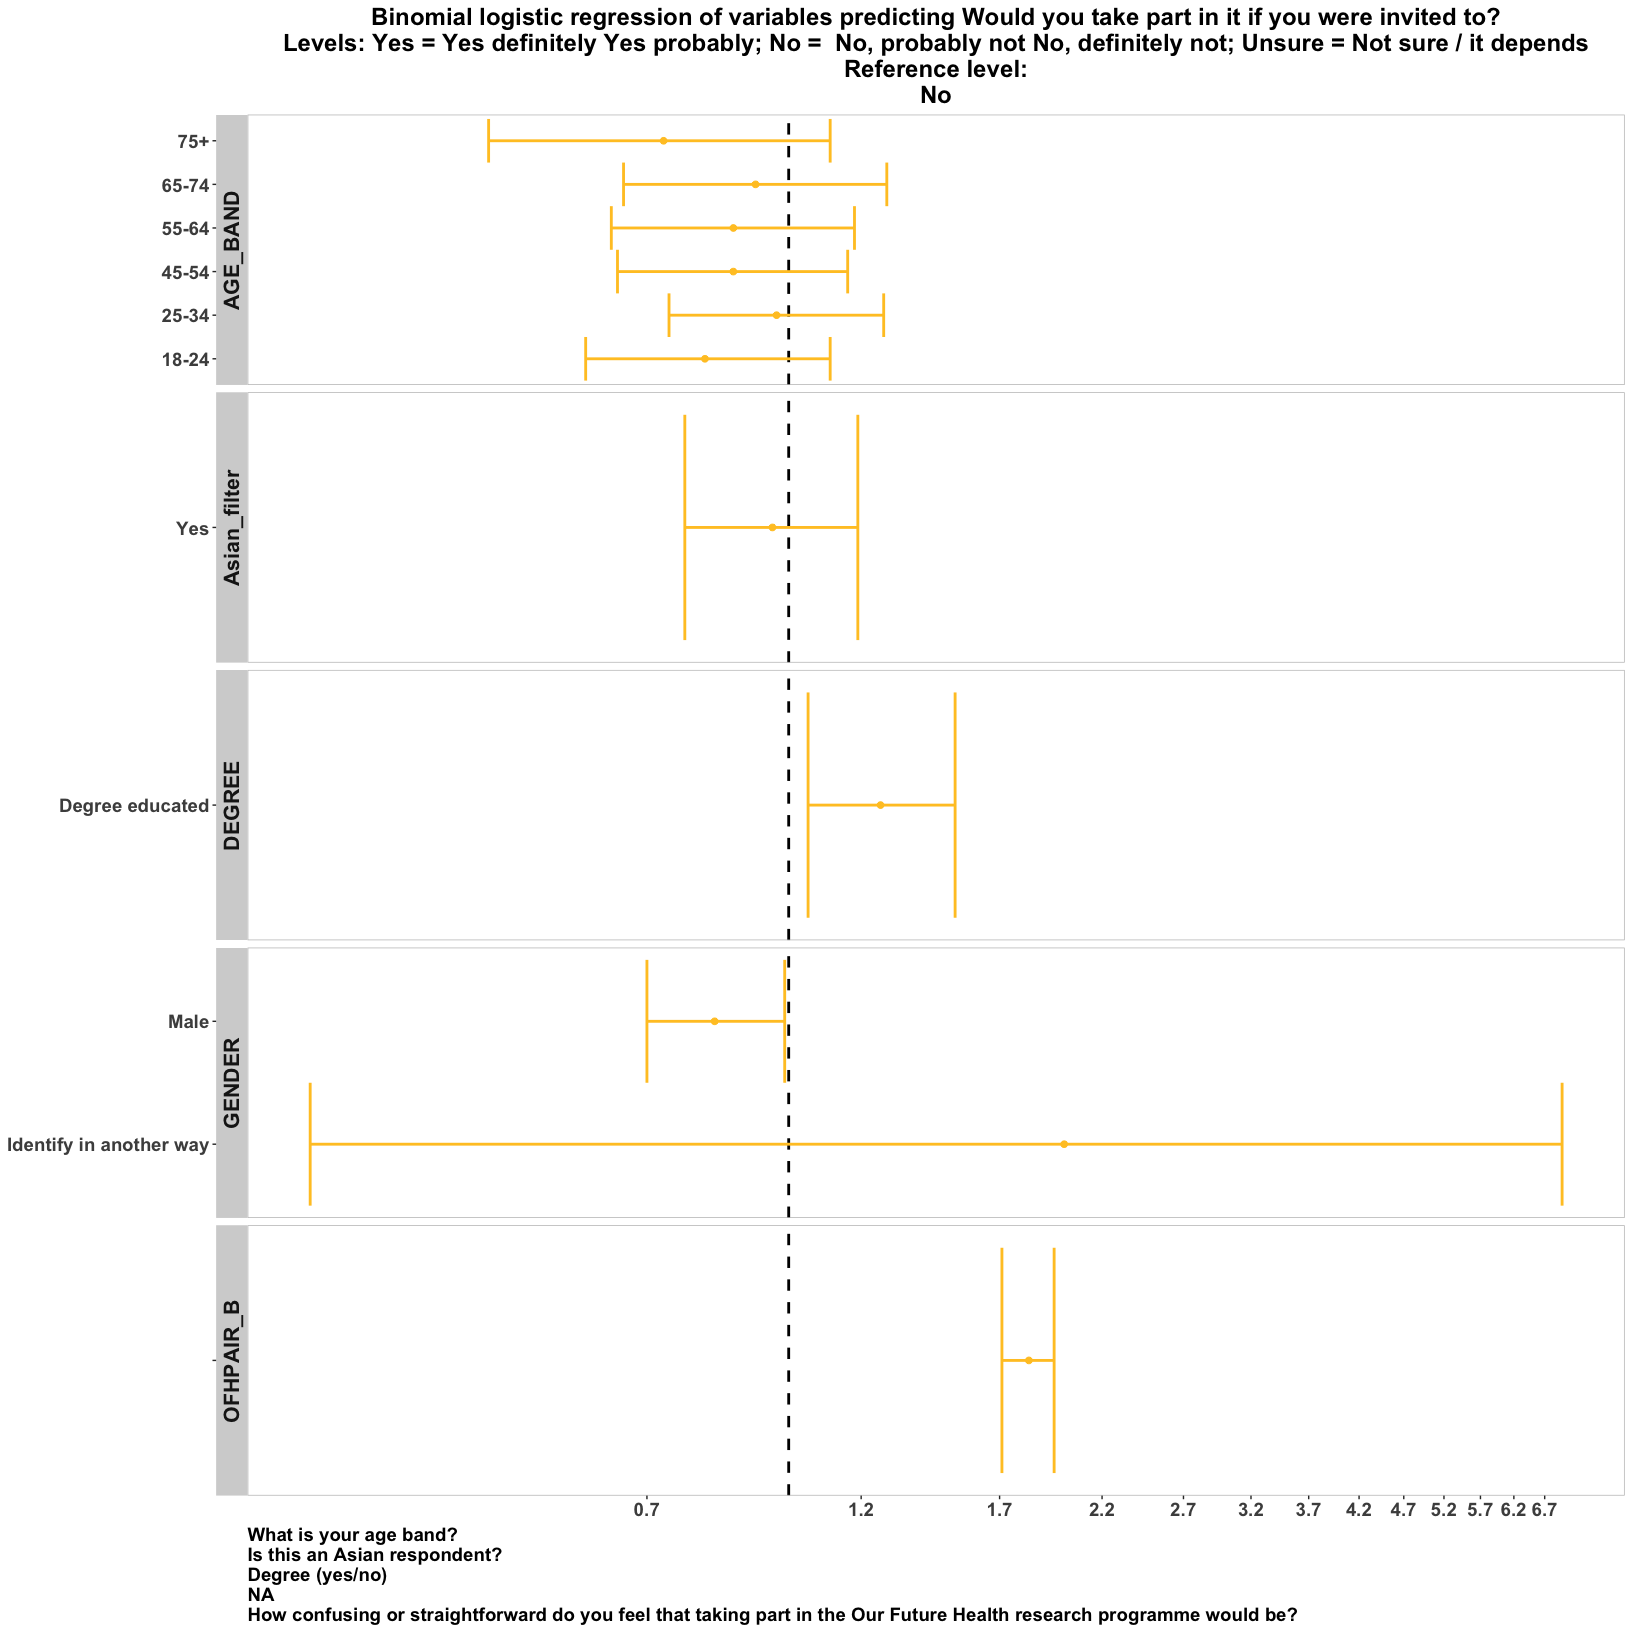 Binomial logistic regression of variables predicting Would you take part in it if you were invited to?
Levels: Yes = Yes definitely Yes probably; No =  No, probably not No, definitely not; Unsure = Not sure / it depends
Reference level:
No
AGE_BAND
75+
65-74
55-64
45-54
25-34
18-24
Asian_filter
Yes
DEGREE
Degree educated
GENDER
Male
Identify in another way
OFHPAIR_B
0.7 1.2 1.7 2.2 2.7 3.2 3.7 4.2 4.7 5.2 5.7 6.2 6.7
What is your age band?
Is this an Asian respondent?
Degree (yes/no)
NA
How confusing or straightforward do you feel that taking part in the Our Future Health research programme would be?